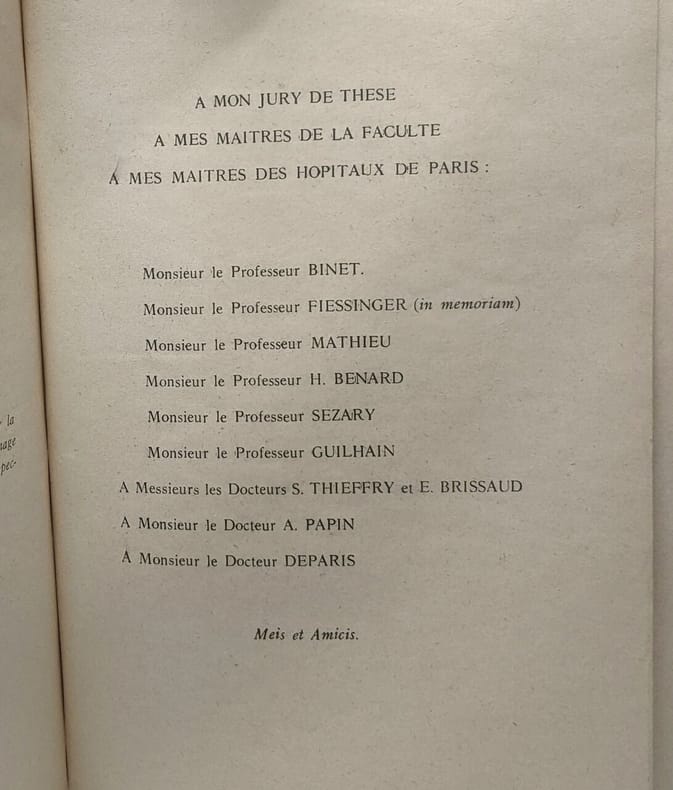 A MON JURY DE THESE
A MES MAITRES DE LA FACULTE
A MES MAITRES DES HOPITAUX DE PARIS :
Monsieur le Professeur BINET.
Monsieur le Professeur FIESSINGER (in memoriam)
Monsieur le Professeur MATHIEU
Monsieur le Professeur H. BENARD
Monsieur le Professeur SEZARY
Monsieur le Professeur GUILHAIN
A Messieurs les Docteurs S. THIEFFRY et E. BRISSAUD
A Monsieur le Docteur A. PAPIN
A Monsieur le Docteur DEPARIS
Meis et Amicis.
la